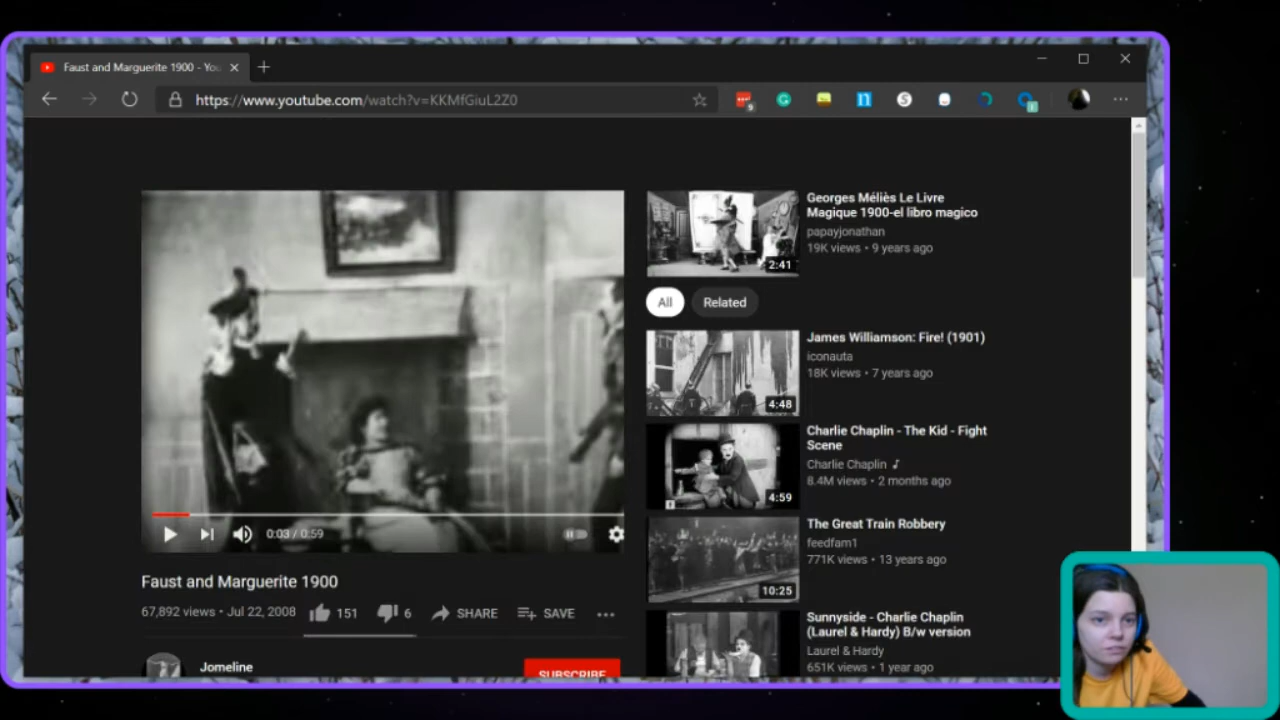 Faust and Marguerite 1900 - You
https://www.youtube.com/watch?v=KKMfGiuL2Z0
9
n
S
Georges Méliès Le Livre
Magique 1900-el libro magico
papayjonathan
19K views • 9 years ago
2:41
All
Related
James Williamson: Fire! (1901)
iconauta
18K views • 7 years ago
4:48
Charlie Chaplin - The Kid - Fight
Scene
Charlie Chaplin
8.4M views • 2 months ago
4:59
The Great Train Robbery
feedfam1
771K views • 13 years ago
10:25
Sunnyside - Charlie Chaplin
(Laurel & Hardy) B/w version
Laurel & Hardy
651K views • 1 year ago
0:03 / 0:59
Faust and Marguerite 1900
67,892 views • Jul 22, 2008
151
6
SHARE
SAVE
Jomeline
SUBSCRIBE